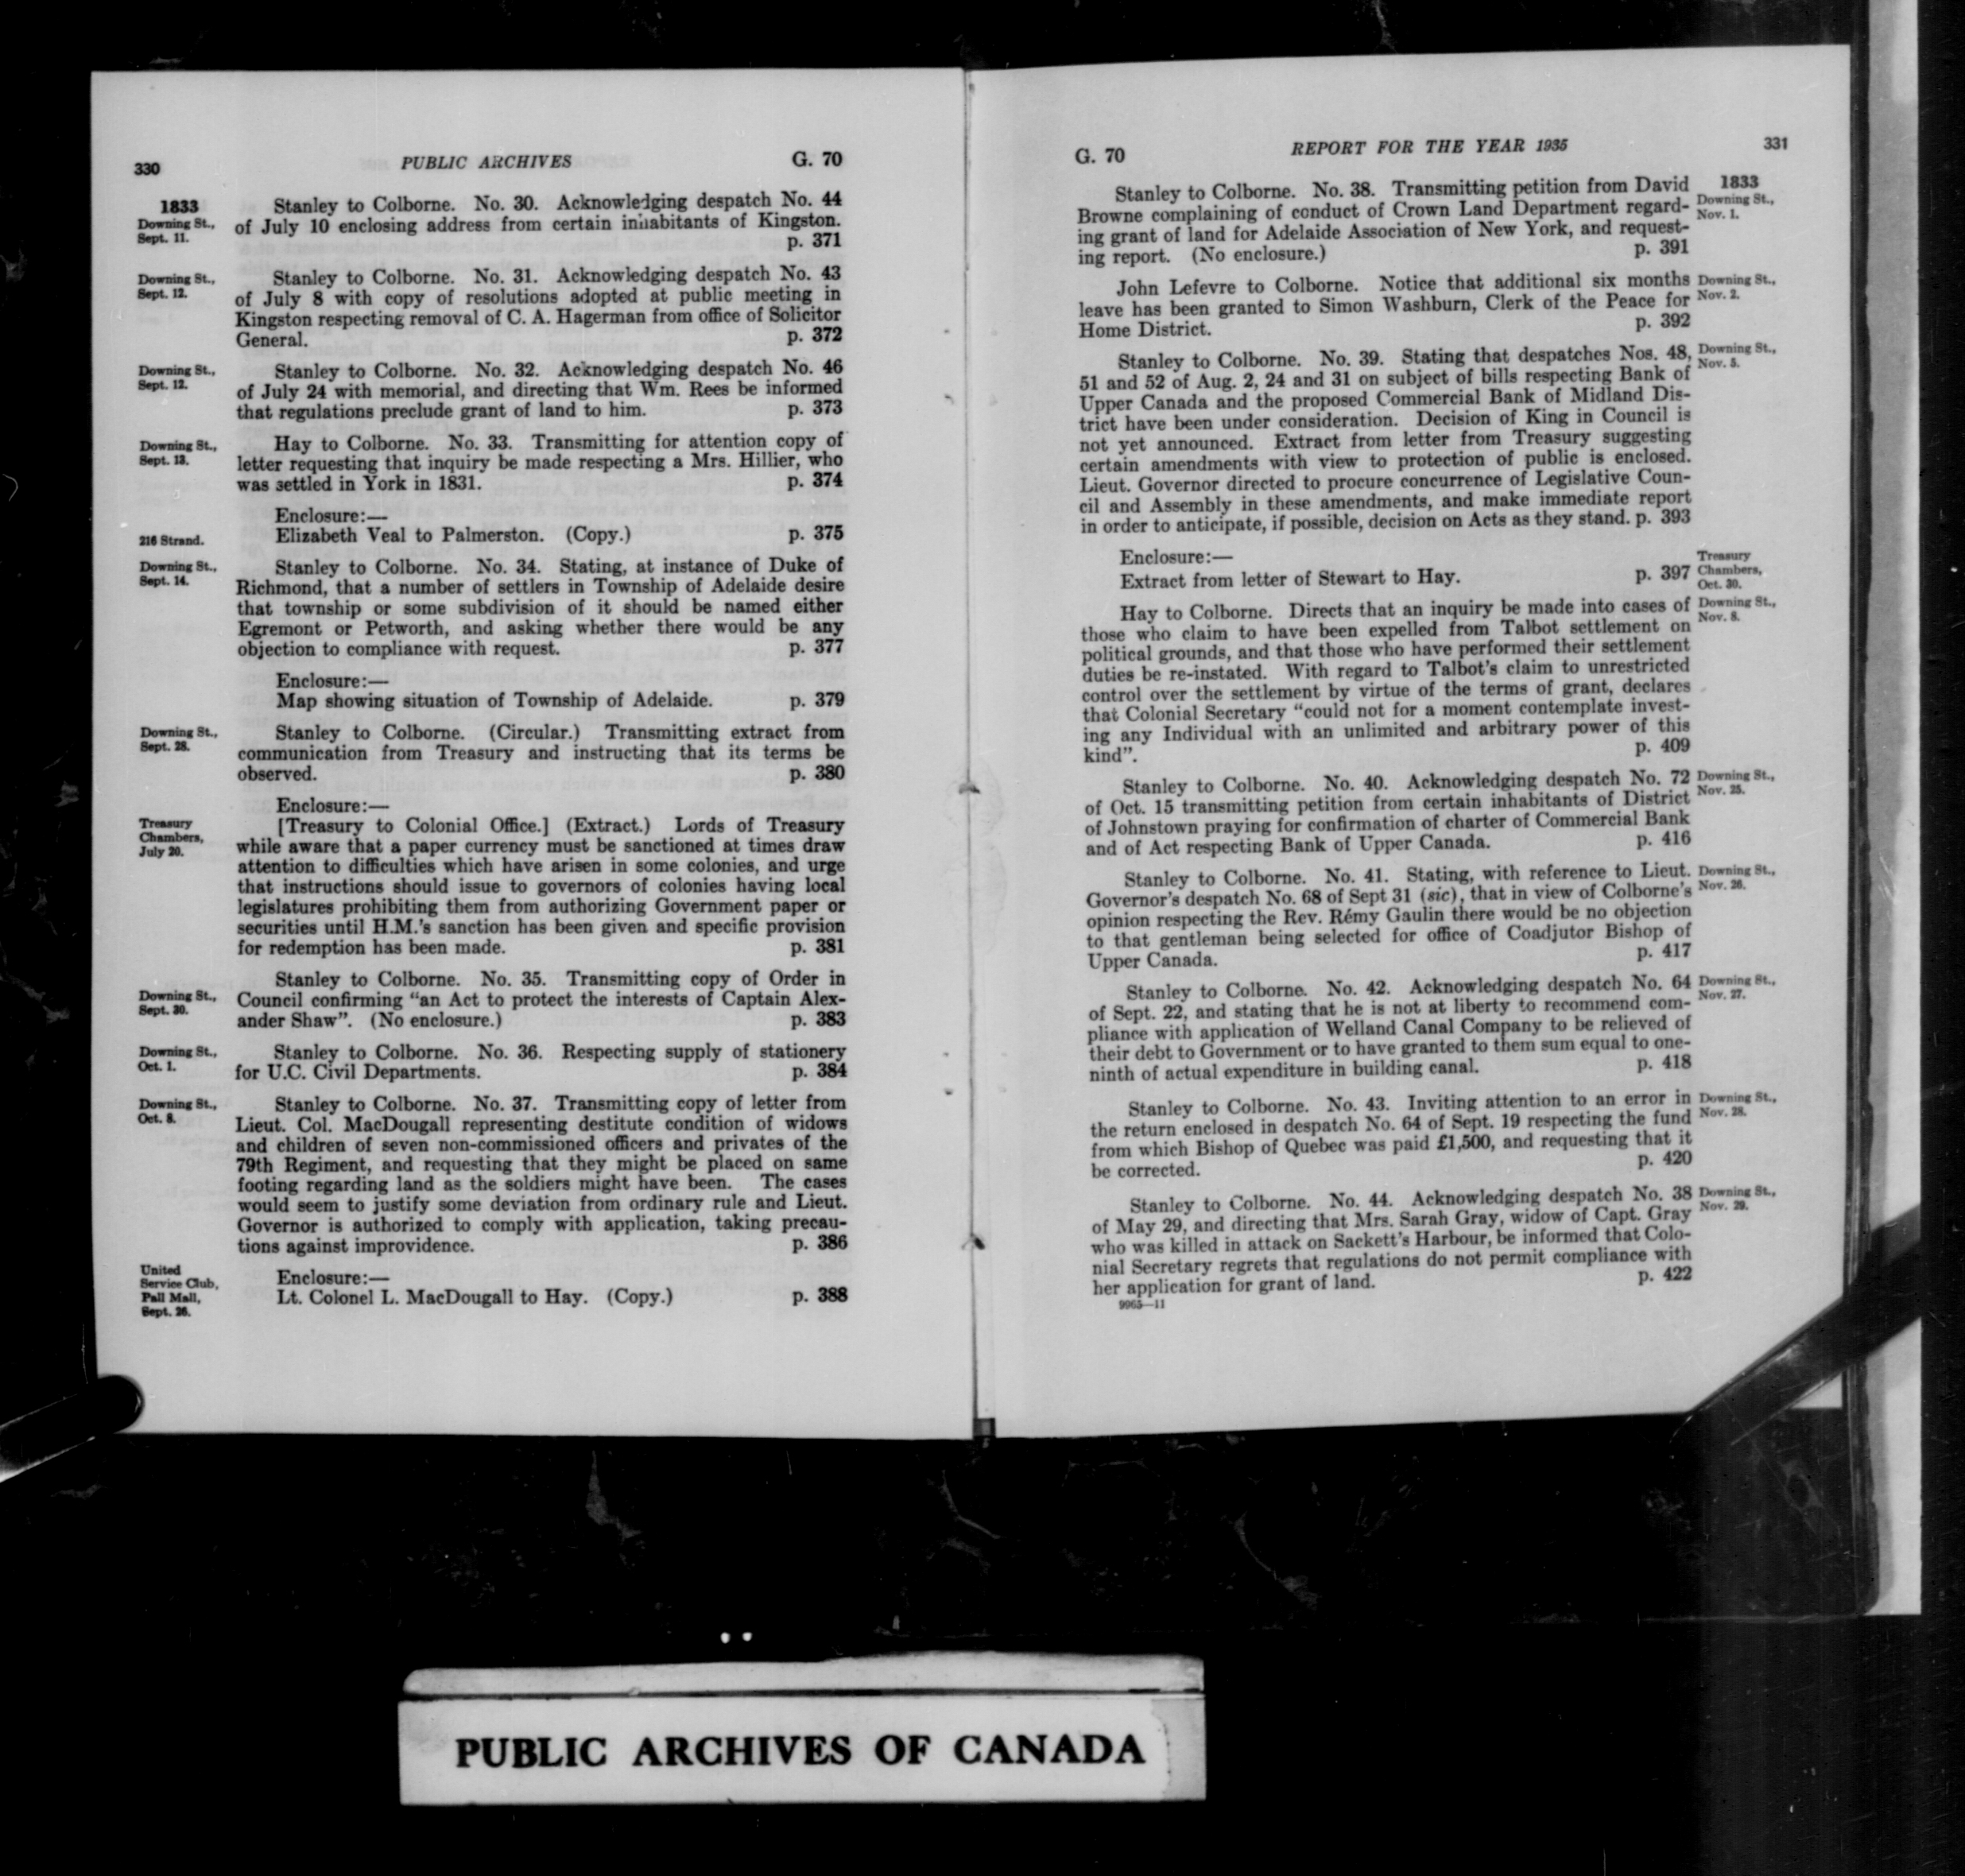 330
PUBLIC ARCHIVES
G. 70
1833
Downing St.,
Sept. 11.
Stanley to Colborne. No. 30. Acknowledging despatch No. 44
of July 10 enclosing address from certain inhabitants of Kingston.
p. 371
Downing St.,
Sept. 12.
Stanley to Colborne. No. 31. Acknowledging despatch No. 43
of July 8 with copy of resolutions adopted at public meeting in
Kingston respecting removal of C. A. Hagerman from office of Solicitor
General. p. 372
Downing St.,
Sept. 12.
Stanley to Colborne. No. 32. Acknowledging despatch No. 46
of July 24 with memorial, and directing that Wm. Rees be informed
that regulations preclude grant of land to him. p. 373
Downing St.,
Sept. 13.
Hay to Colborne. No. 33. Transmitting for attention copy of
letter requesting that inquiry be made respecting a Mrs. Hillier, who
was settled in York in 1831. p. 374
Enclosure:—
216 Strand.
Elizabeth Veal to Palmerston. (Copy.) p. 375
Downing St.,
Sept. 14.
Stanley to Colborne. No. 34. Stating, at instance of Duke of
Richmond, that a number of settlers in Township of Adelaide desire
that township or some subdivision of it should be named either
Egremont or Petworth, and asking whether there would be any
objection to compliance with request. p. 377
Enclosure:—
Map showing situation of Township of Adelaide. p. 379
Downing St.,
Sept. 28.
Stanley to Colborne. (Circular.) Transmitting extract from
communication from Treasury and instructing that its terms be
observed. p. 380
Enclosure:—
Treasury
Chambers,
July 20.
[Treasury to Colonial Office.] (Extract.) Lords of Treasury
while aware that a paper currency must be sanctioned at times draw
attention to difficulties which have arisen in some colonies, and urge
that instructions should issue to governors of colonies having local
legislatures prohibiting them from authorizing Government paper or
securities until H.M.'s sanction has been given and specific provision
for redemption has been made. p. 381
Downing St.,
Sept. 30.
Stanley to Colborne. No. 35. Transmitting copy of Order in
Council confirming "an Act to protect the interests of Captain Alex-
ander Shaw". (No enclosure.) p. 383
Downing St.,
Oct. 1.
Stanley to Colborne. No. 36. Respecting supply of stationery
for U.C. Civil Departments. p. 384
Downing St.,
Oct. 8.
Stanley to Colborne. No. 37. Transmitting copy of letter from
Lieut. Col. MacDougall representing destitute condition of widows
and children of seven non-commissioned officers and privates of the
79th Regiment, and requesting that they might be placed on same
footing regarding land as the soldiers might have been. The cases
would seem to justify some deviation from ordinary rule and Lieut.
Governor is authorized to comply with application, taking precau-
tions against improvidence. p. 386
United
Service Club,
Pall Mall,
Sept. 26.
Enclosure:—
Lt. Colonel L. MacDougall to Hay. (Copy.) p. 388
G. 70
REPORT FOR THE YEAR 1935
331
1833
Downing St.,
Nov. 1.
Stanley to Colborne. No. 38. Transmitting petition from David
Browne complaining of conduct of Crown Land Department regard-
ing grant of land for Adelaide Association of New York, and request-
ing report. (No enclosure.) p. 391
Downing St.,
Nov. 2.
John Lefevre to Colborne. Notice that additional six months
leave has been granted to Simon Washburn, Clerk of the Peace for
Home District. p. 392
Downing St.,
Nov. 5.
Stanley to Colborne. No. 39. Stating that despatches Nos. 48,
51 and 52 of Aug. 2, 24 and 31 on subject of bills respecting Bank of
Upper Canada and the proposed Commercial Bank of Midland Dis-
trict have been under consideration. Decision of King in Council is
not yet announced. Extract from letter from Treasury suggesting
certain amendments with view to protection of public is enclosed.
Lieut. Governor directed to procure concurrence of Legislative Coun-
cil and Assembly in these amendments, and make immediate report
in order to anticipate, if possible, decision on Acts as they stand. p. 393
Enclosure:—
Extract from letter of Stewart to Hay. p. 397
Treasury
Chambers,
Oct. 30.
Downing St.,
Nov. 8.
Hay to Colborne. Directs that an inquiry be made into cases of
those who claim to have been expelled from Talbot settlement on
political grounds, and that those who have performed their settlement
duties be re-instated. With regard to Talbot's claim to unrestricted
control over the settlement by virtue of the terms of grant, declares
that Colonial Secretary "could not for a moment contemplate invest-
ing any Individual with an unlimited and arbitrary power of this
kind". p. 409
Downing St.,
Nov. 25.
Stanley to Colborne. No. 40. Acknowledging despatch No. 72
of Oct. 15 transmitting petition from certain inhabitants of District
of Johnstown praying for confirmation of charter of Commercial Bank
and of Act respecting Bank of Upper Canada. p. 416
Downing St.,
Nov. 26.
Stanley to Colborne. No. 41. Stating, with reference to Lieut.
Governor's despatch No. 68 of Sept 31 (sic), that in view of Colborne's
opinion respecting the Rev. Rémy Gaulin there would be no objection
to that gentleman being selected for office of Coadjutor Bishop of
Upper Canada. p. 417
Downing St.,
Nov. 27.
Stanley to Colborne. No. 42. Acknowledging despatch No. 64
of Sept. 22, and stating that he is not at liberty to recommend com-
pliance with application of Welland Canal Company to be relieved of
their debt to Government or to have granted to them sum equal to one-
ninth of actual expenditure in building canal. p. 418
Downing St.,
Nov. 28.
Stanley to Colborne. No. 43. Inviting attention to an error in
the return enclosed in despatch No. 64 of Sept. 19 respecting the fund
from which Bishop of Quebec was paid £1,500, and requesting that it
be corrected. p. 420
Downing St.,
Nov. 29.
Stanley to Colborne. No. 44. Acknowledging despatch No. 38
of May 29, and directing that Mrs. Sarah Gray, widow of Capt. Gray
who was killed in attack on Sackett's Harbour, be informed that Colo-
nial Secretary regrets that regulations do not permit compliance with
her application for grant of land. p. 422
9965—11
PUBLIC ARCHIVES OF CANADA